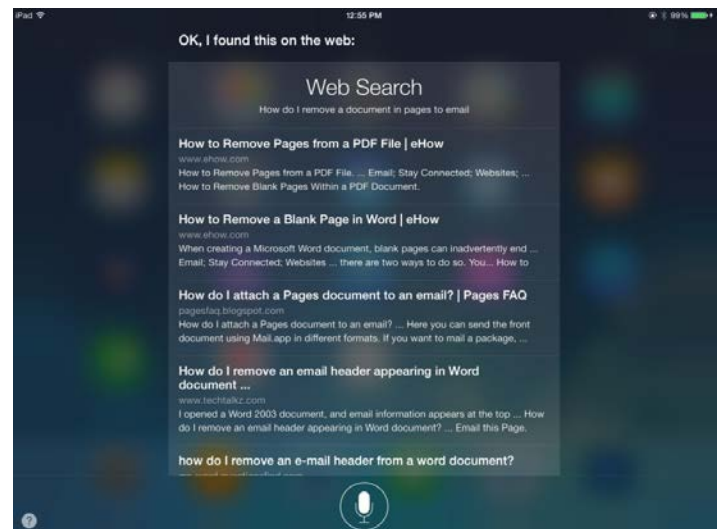 iPad
12:55 PM
99%
OK, I found this on the web:
Web Search
How do I remove a document in pages to email
How to Remove Pages from a PDF File | eHow
www.ehow.com
How to Remove Pages from a PDF File. ... Email; Stay Connected; Websites; ...
How to Remove Blank Pages Within a PDF Document.
How to Remove a Blank Page in Word | eHow
www.ehow.com
When creating a Microsoft Word document, blank pages can inadvertently end ...
Email; Stay Connected; Websites ... there are two ways to do so. You... How to
How do I attach a Pages document to an email? | Pages FAQ
pagesfaq.blogspot.com
How do I attach a Pages document to an email? ... Here you can send the front
document using Mail.app in different formats. If you want to mail a package, ...
How do I remove an email header appearing in Word
document ...
www.techtalkz.com
I opened a Word 2003 document, and email information appears at the top ... How
do I remove an email header appearing in Word document? ... Email this Page.
how do I remove an e-mail header from a word document?
?